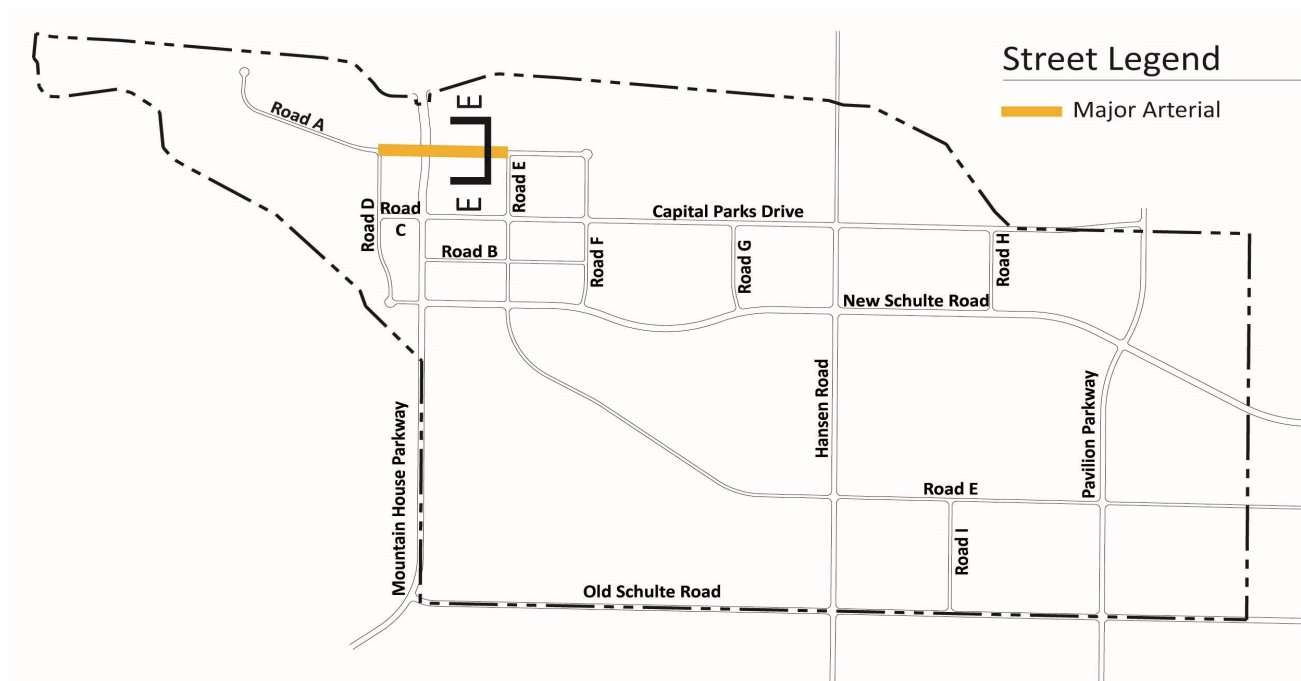 Street Legend
Major Arterial
E
Road A
Road E
E
Road D
Road
C
Capital Parks Drive
Road B
Road F
Road G
Road H
New Schulte Road
Hansen Road
Mountain House Parkway
Pavilion Parkway
Road E
Road I
Old Schulte Road